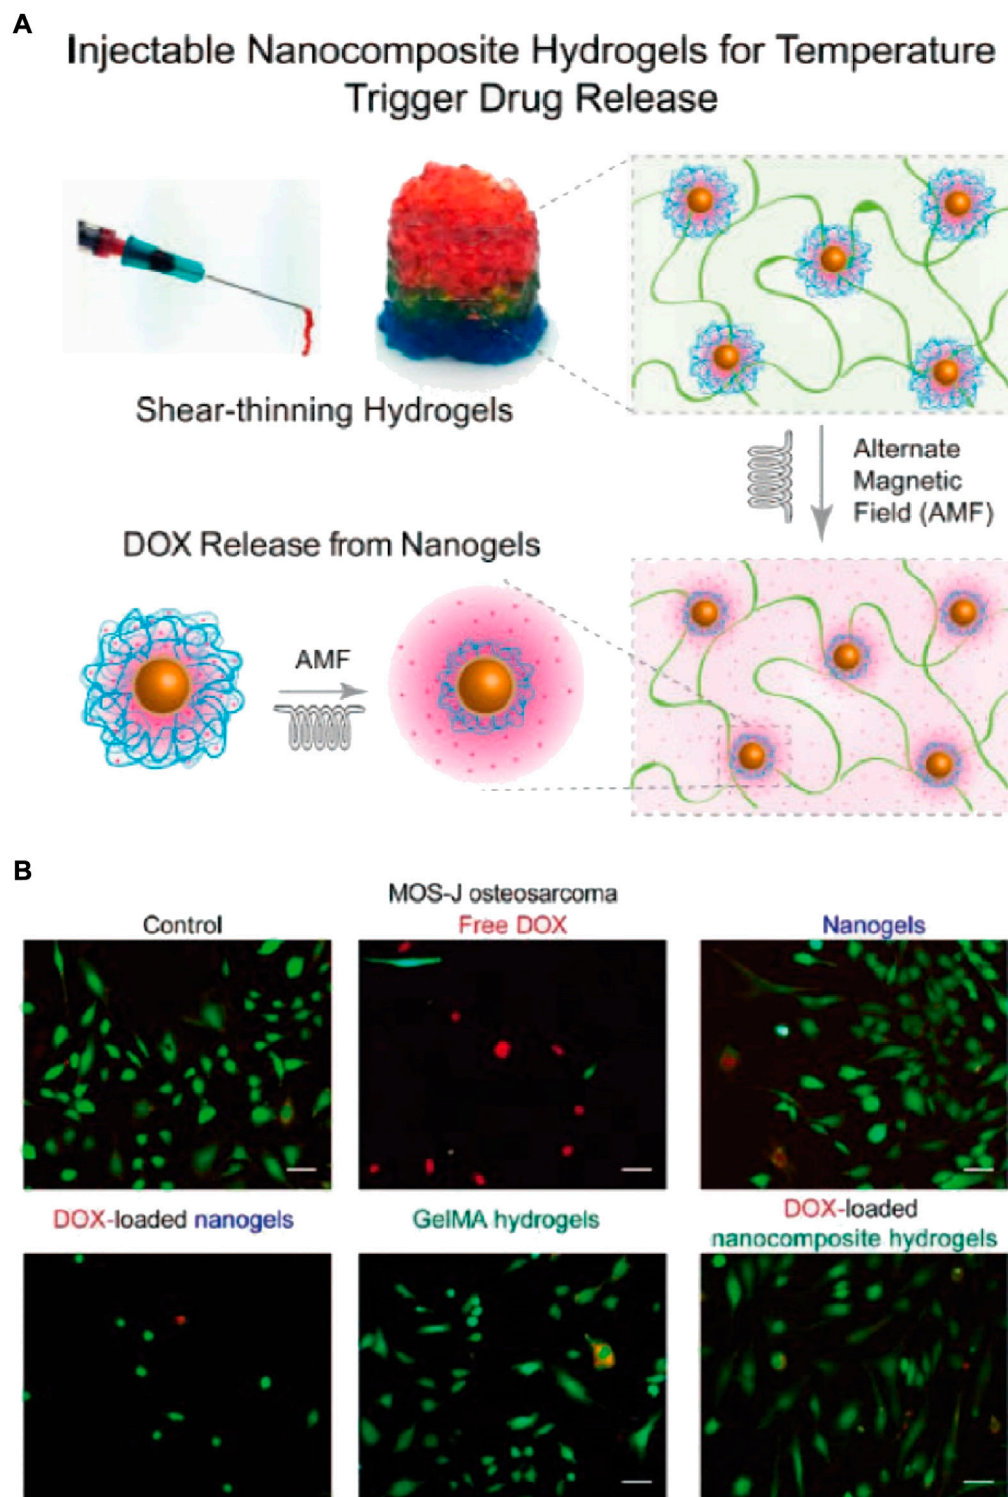 A
Injectable Nanocomposite Hydrogels for Temperature
Trigger Drug Release
Shear-thinning Hydrogels
Alternate
Magnetic
Field (AMF)
DOX Release from Nanogels
AMF
B
MOS-J osteosarcoma
Control
Free DOX
Nanogels
DOX-loaded nanogels
GelMA hydrogels
DOX-loaded
nanocomposite hydrogels